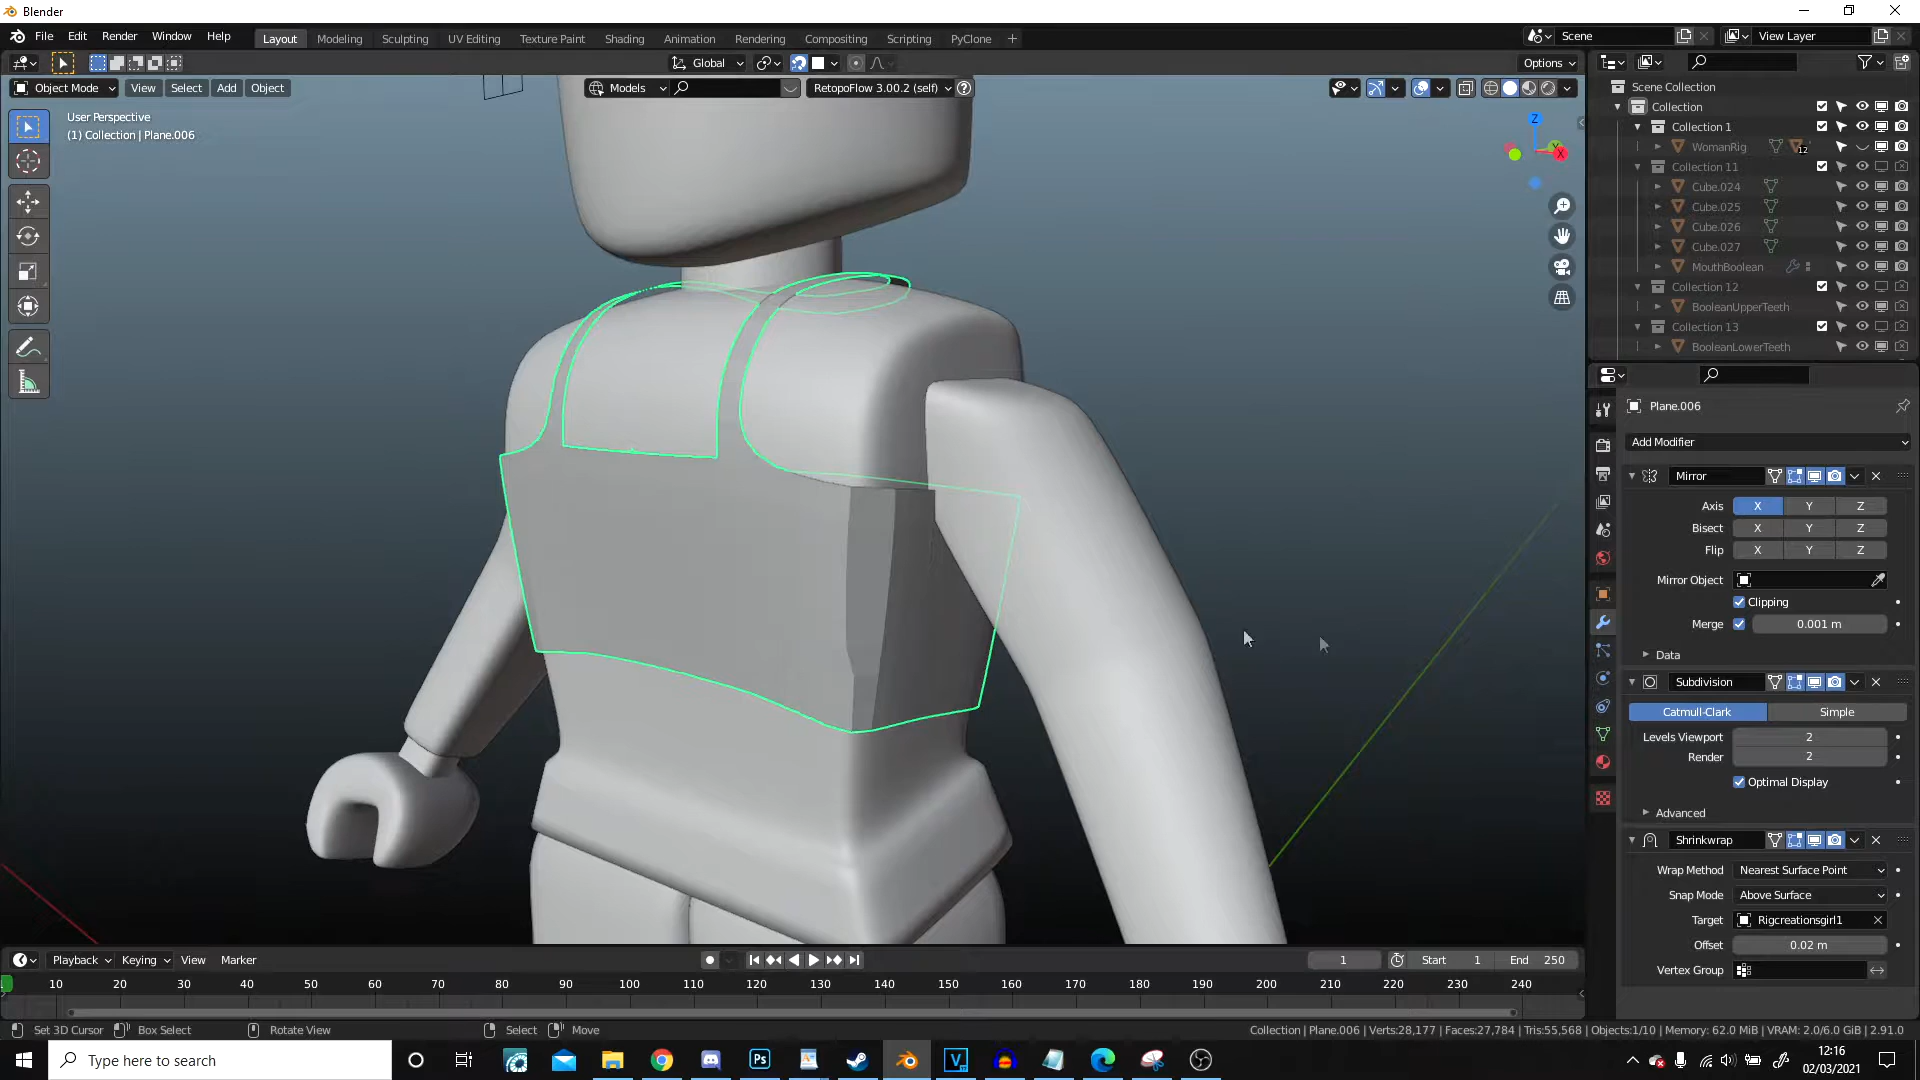 Blender
File Edit Render Window Help
Layout Modeling Sculpting UV Editing Texture Paint Shading Animation Rendering Compositing Scripting PyClone
Scene
View Layer
Global
Options
Object Mode View Select Add Object
Models
RetopoFlow 3.00.2 (self)
User Perspective
(1) Collection | Plane.006
Z
Y
X
Scene Collection
Collection
Collection 1
WomanRig
12
Collection 11
Cube.024
Cube.025
Cube.026
Cube.027
MouthBoolean
Collection 12
BooleanUpperTeeth
Collection 13
BooleanLowerTeeth
Plane.006
Add Modifier
Mirror
Axis X Y Z
Bisect X Y Z
Flip X Y Z
Mirror Object
Clipping
Merge 0.001 m
Data
Subdivision
Catmull-Clark Simple
Levels Viewport 2
Render 2
Optimal Display
Advanced
Shrinkwrap
Wrap Method Nearest Surface Point
Snap Mode Above Surface
Target Rigcreationsgirl1
Offset 0.02 m
Vertex Group
Playback Keying View Marker
1 Start 1 End 250
10 20 30 40 50 60 70 80 90 100 110 120 130 140 150 160 170 180 190 200 210 220 230 240
Set 3D Cursor Box Select Rotate View Select Move
Collection | Plane.006 | Verts:28,177 | Faces:27,784 | Tris:55,568 | Objects:1/10 | Memory: 62.0 MiB | VRAM: 2.0/6.0 GiB | 2.91.0
Type here to search
Ps
V
12:16
02/03/2021